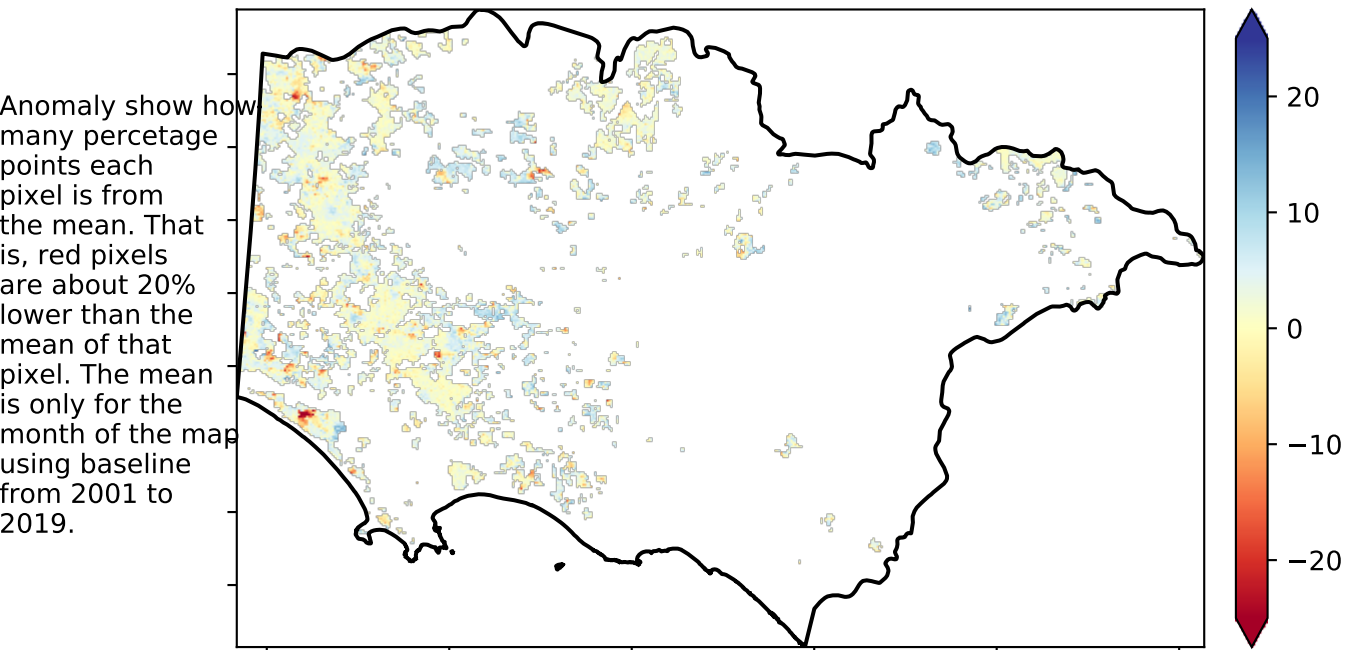 Anomaly show how
many percetage
points each
pixel is from
the mean. That
is, red pixels
are about 20%
lower than the
mean of that
pixel. The mean
is only for the
month of the map
using baseline
from 2001 to
2019.
20
10
0
−10
−20